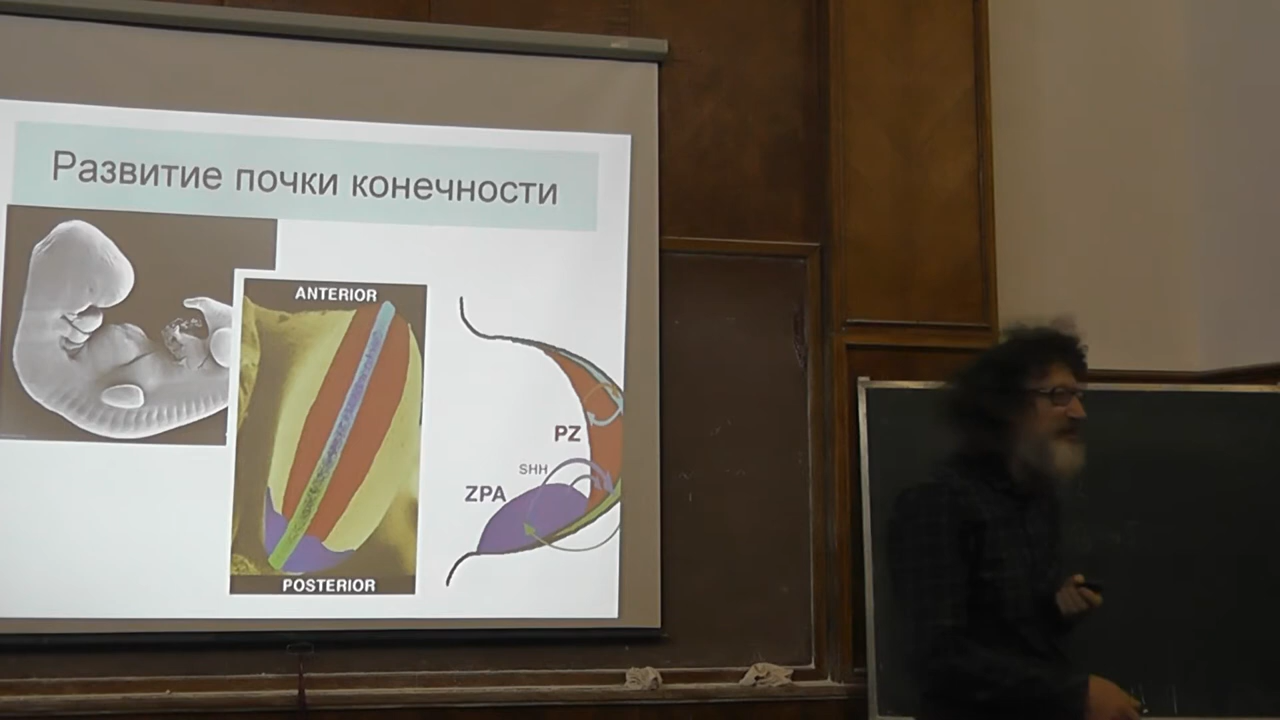 Развитие почки конечности
ANTERIOR
PZ
SHH
ZPA
POSTERIOR